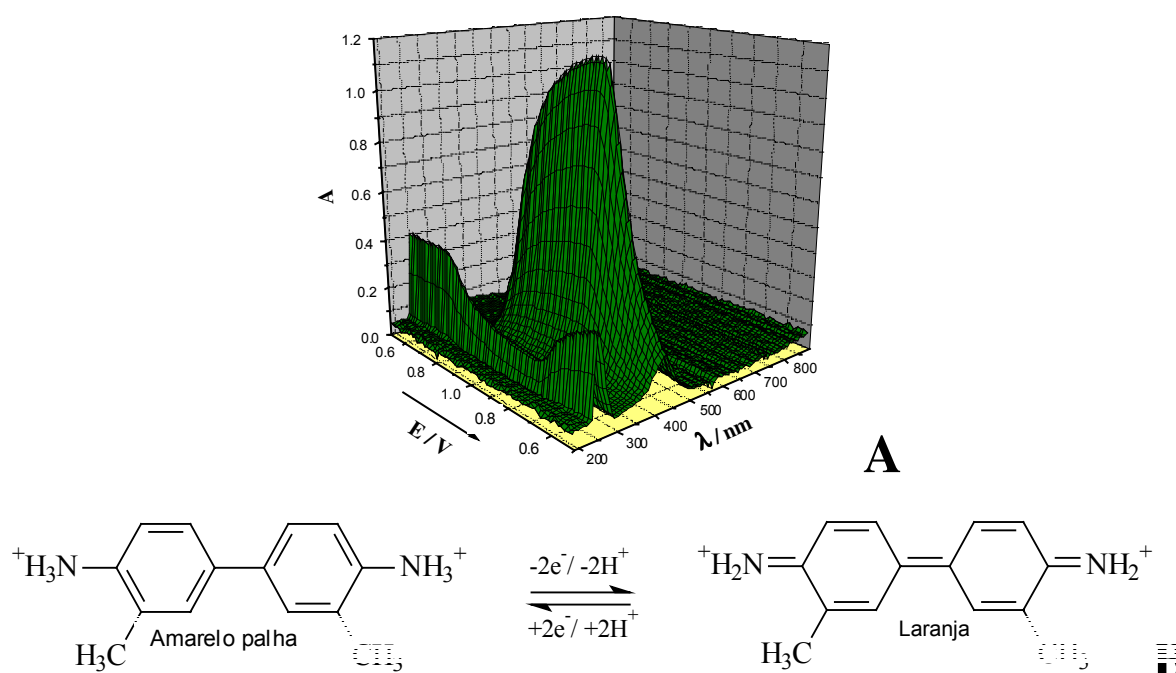 1.2
1.0
0.8
0.6
0.4
0.2
0.0
A
0.6
0.8
1.0
0.8
0.6
E / V
200
300
400
500
600
700
800
λ / nm
A
⁺H₃N
NH₃⁺
H₃C
CH₃
Amarelo palha
-2e⁻/ -2H⁺
+2e⁻/ +2H⁺
⁺H₂N
NH₂⁺
H₃C
CH₃
Laranja